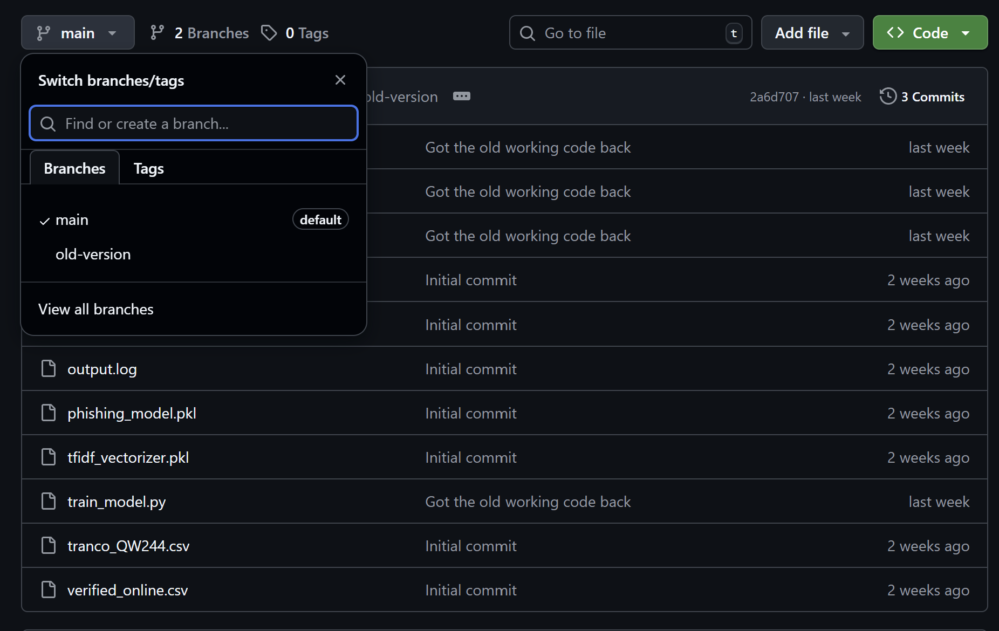 main 2 Branches 0 Tags Go to file t Add file <> Code
Switch branches/tags
old-version 2a6d707 · last week 3 Commits
Find or create a branch...
Got the old working code back last week
Branches Tags
Got the old working code back last week
main default
Got the old working code back last week
old-version
Initial commit 2 weeks ago
View all branches
Initial commit 2 weeks ago
output.log Initial commit 2 weeks ago
phishing_model.pkl Initial commit 2 weeks ago
tfidf_vectorizer.pkl Initial commit 2 weeks ago
train_model.py Got the old working code back last week
tranco_QW244.csv Initial commit 2 weeks ago
verified_online.csv Initial commit 2 weeks ago